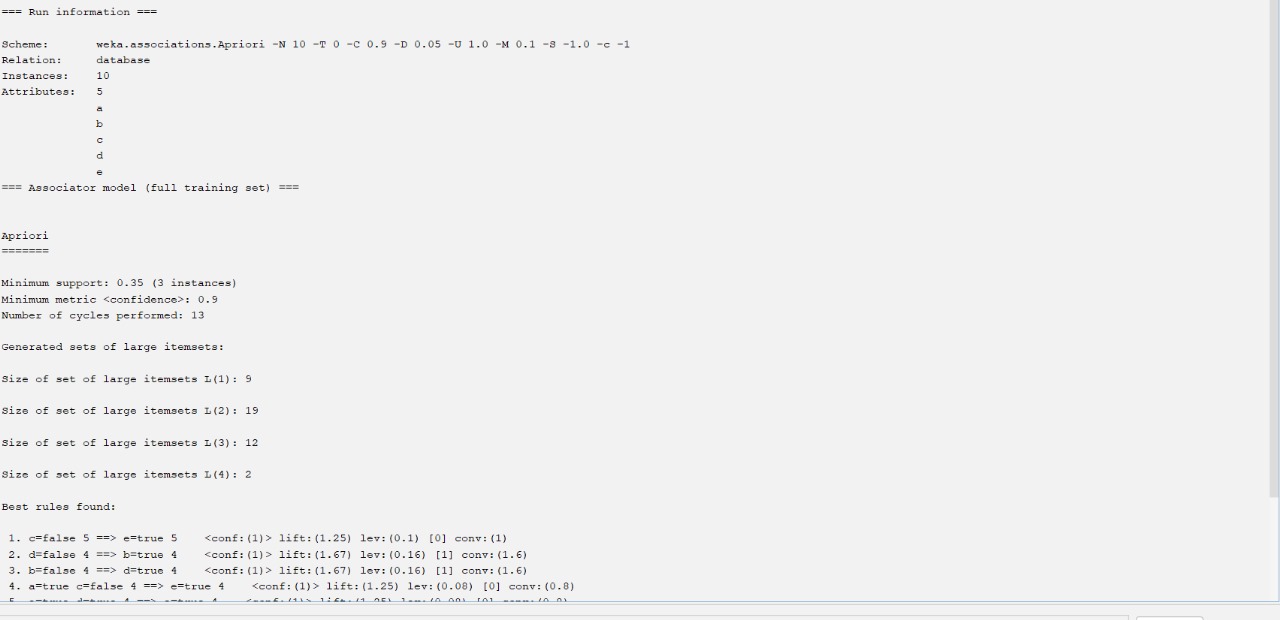 === Run information ===
Scheme:       weka.associations.Apriori -N 10 -T 0 -C 0.9 -D 0.05 -U 1.0 -M 0.1 -S -1.0 -c -1
Relation:     database
Instances:    10
Attributes:   5
              a
              b
              c
              d
              e
=== Associator model (full training set) ===
Apriori
=======
Minimum support: 0.35 (3 instances)
Minimum metric <confidence>: 0.9
Number of cycles performed: 13
Generated sets of large itemsets:
Size of set of large itemsets L(1): 9
Size of set of large itemsets L(2): 19
Size of set of large itemsets L(3): 12
Size of set of large itemsets L(4): 2
Best rules found:
 1. c=false 5 ==> e=true 5    <conf:(1)> lift:(1.25) lev:(0.1) [0] conv:(1)
 2. d=false 4 ==> b=true 4    <conf:(1)> lift:(1.67) lev:(0.16) [1] conv:(1.6)
 3. b=false 4 ==> d=true 4    <conf:(1)> lift:(1.67) lev:(0.16) [1] conv:(1.6)
 4. a=true c=false 4 ==> e=true 4    <conf:(1)> lift:(1.25) lev:(0.08) [0] conv:(0.8)